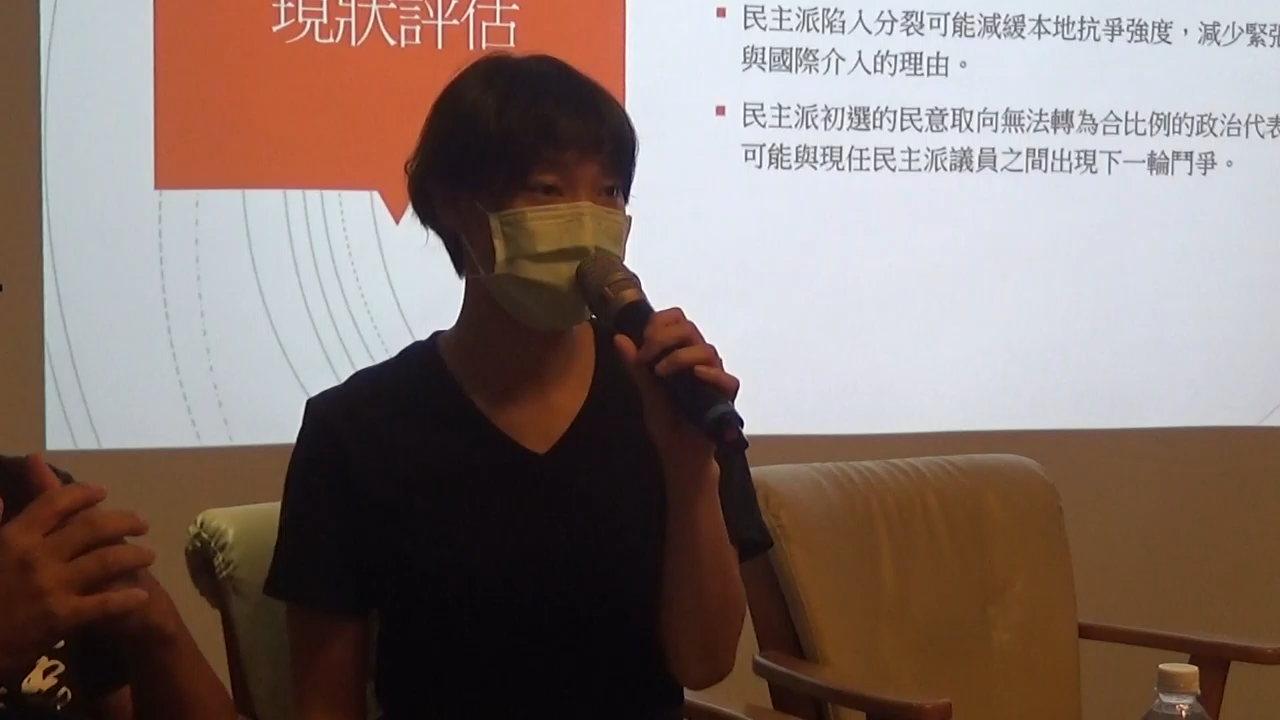 現狀評估
民主派陷入分裂可能減緩本地抗爭強度，減少緊張
與國際介入的理由。
民主派初選的民意取向無法轉為合比例的政治代表
可能與現任民主派議員之間出現下一輪鬥爭。